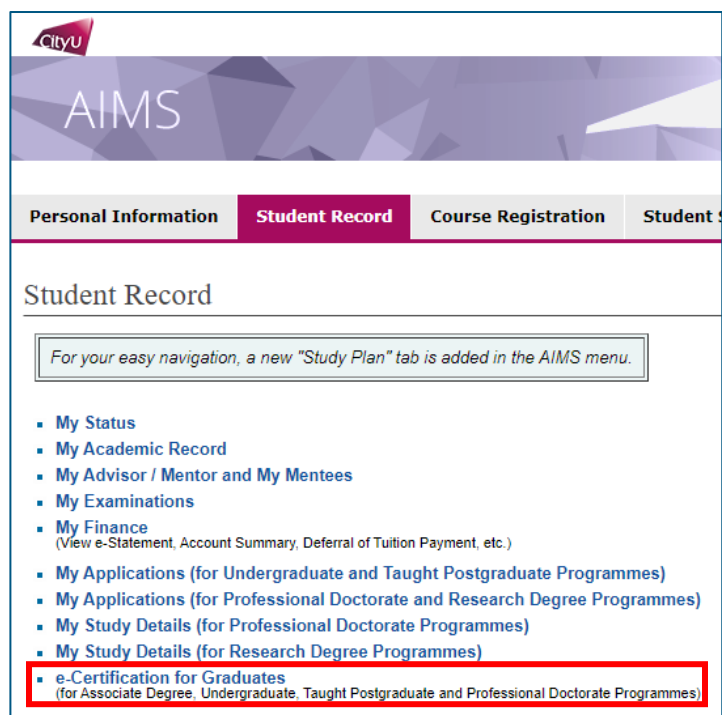 CityU
AIMS
Personal Information Student Record Course Registration Student
Student Record
For your easy navigation, a new "Study Plan" tab is added in the AIMS menu.
My Status
My Academic Record
My Advisor / Mentor and My Mentees
My Examinations
My Finance
(View e-Statement, Account Summary, Deferral of Tuition Payment, etc.)
My Applications (for Undergraduate and Taught Postgraduate Programmes)
My Applications (for Professional Doctorate and Research Degree Programmes)
My Study Details (for Professional Doctorate Programmes)
My Study Details (for Research Degree Programmes)
e-Certification for Graduates
(for Associate Degree, Undergraduate, Taught Postgraduate and Professional Doctorate Programmes)